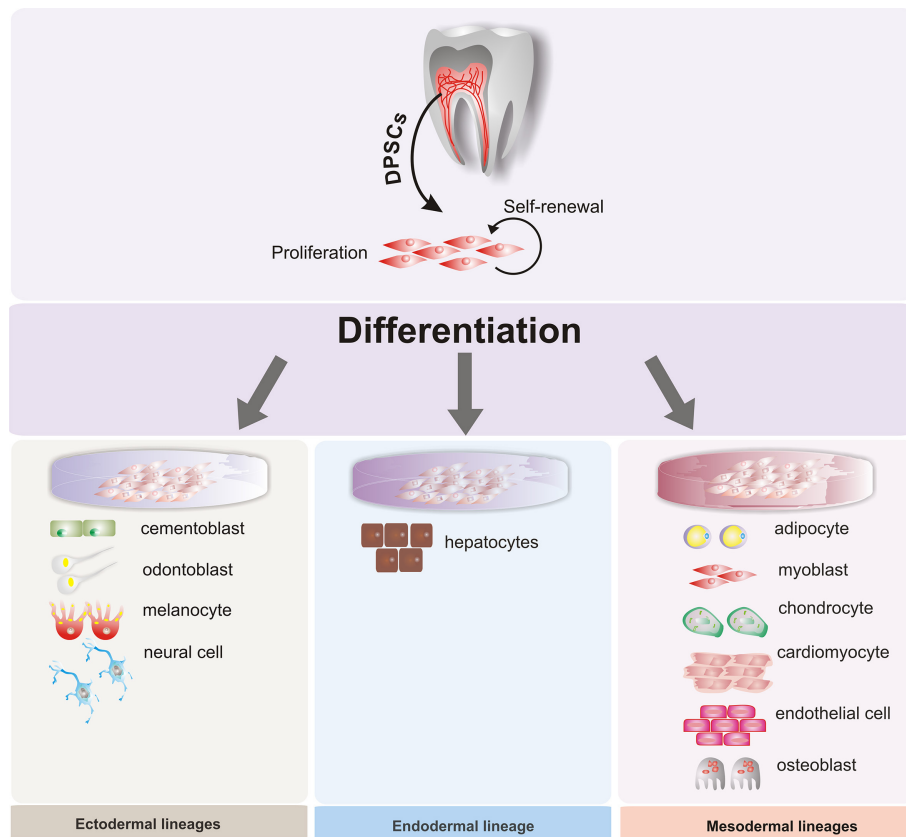 DPSCs
Self-renewal
Proliferation
Differentiation
cementoblast
odontoblast
melanocyte
neural cell
hepatocytes
adipocyte
myoblast
chondrocyte
cardiomyocyte
endothelial cell
osteoblast
Ectodermal lineages
Endodermal lineage
Mesodermal lineages